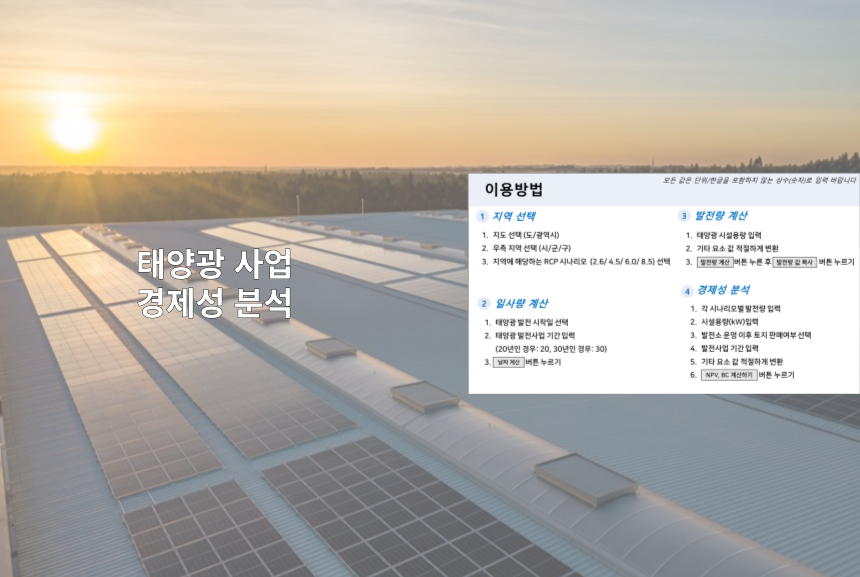 태양광 사업
경제성 분석
이용방법
모든 값은 단위/한글을 포함하지 않는 상수(숫자)로 입력 바랍니다
1 지역 선택
1. 지도 선택 (도/광역시)
2. 우측 지역 선택 (시/군/구)
3. 지역에 해당하는 RCP 시나리오 (2.6/ 4.5/ 6.0/ 8.5) 선택
2 일사량 계산
1. 태양광 발전 시작일 선택
2. 태양광 발전사업 기간 입력
(20년인 경우: 20, 30년인 경우: 30)
3. 날짜 계산 버튼 누르기
3 발전량 계산
1. 태양광 시설용량 입력
2. 기타 요소 값 적절하게 변환
3. 발전량 계산 버튼 누른 후 발전량 값 복사 버튼 누르기
4 경제성 분석
1. 각 시나리오별 발전량 입력
2. 시설용량(kW)입력
3. 발전소 운영 이후 토지 판매여부 선택
4. 발전사업 기간 입력
5. 기타 요소 값 적절하게 변환
6. NPV, BC 계산하기 버튼 누르기